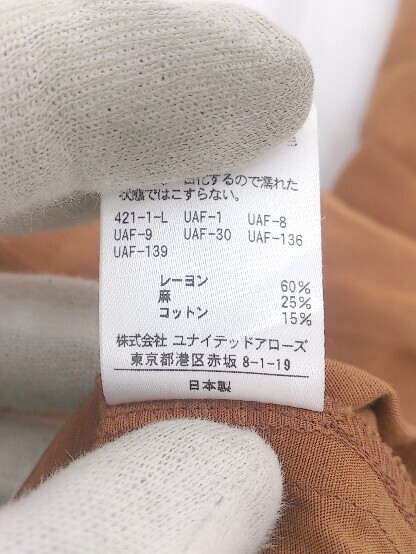 白化するので濡れた
状態ではこすらない。
421-1-L UAF-1 UAF-8
UAF-9 UAF-30 UAF-136
UAF-139
レーヨン 60%
麻 25%
コットン 15%
株式会社 ユナイテッドアローズ
東京都港区赤坂 8-1-19
日本製